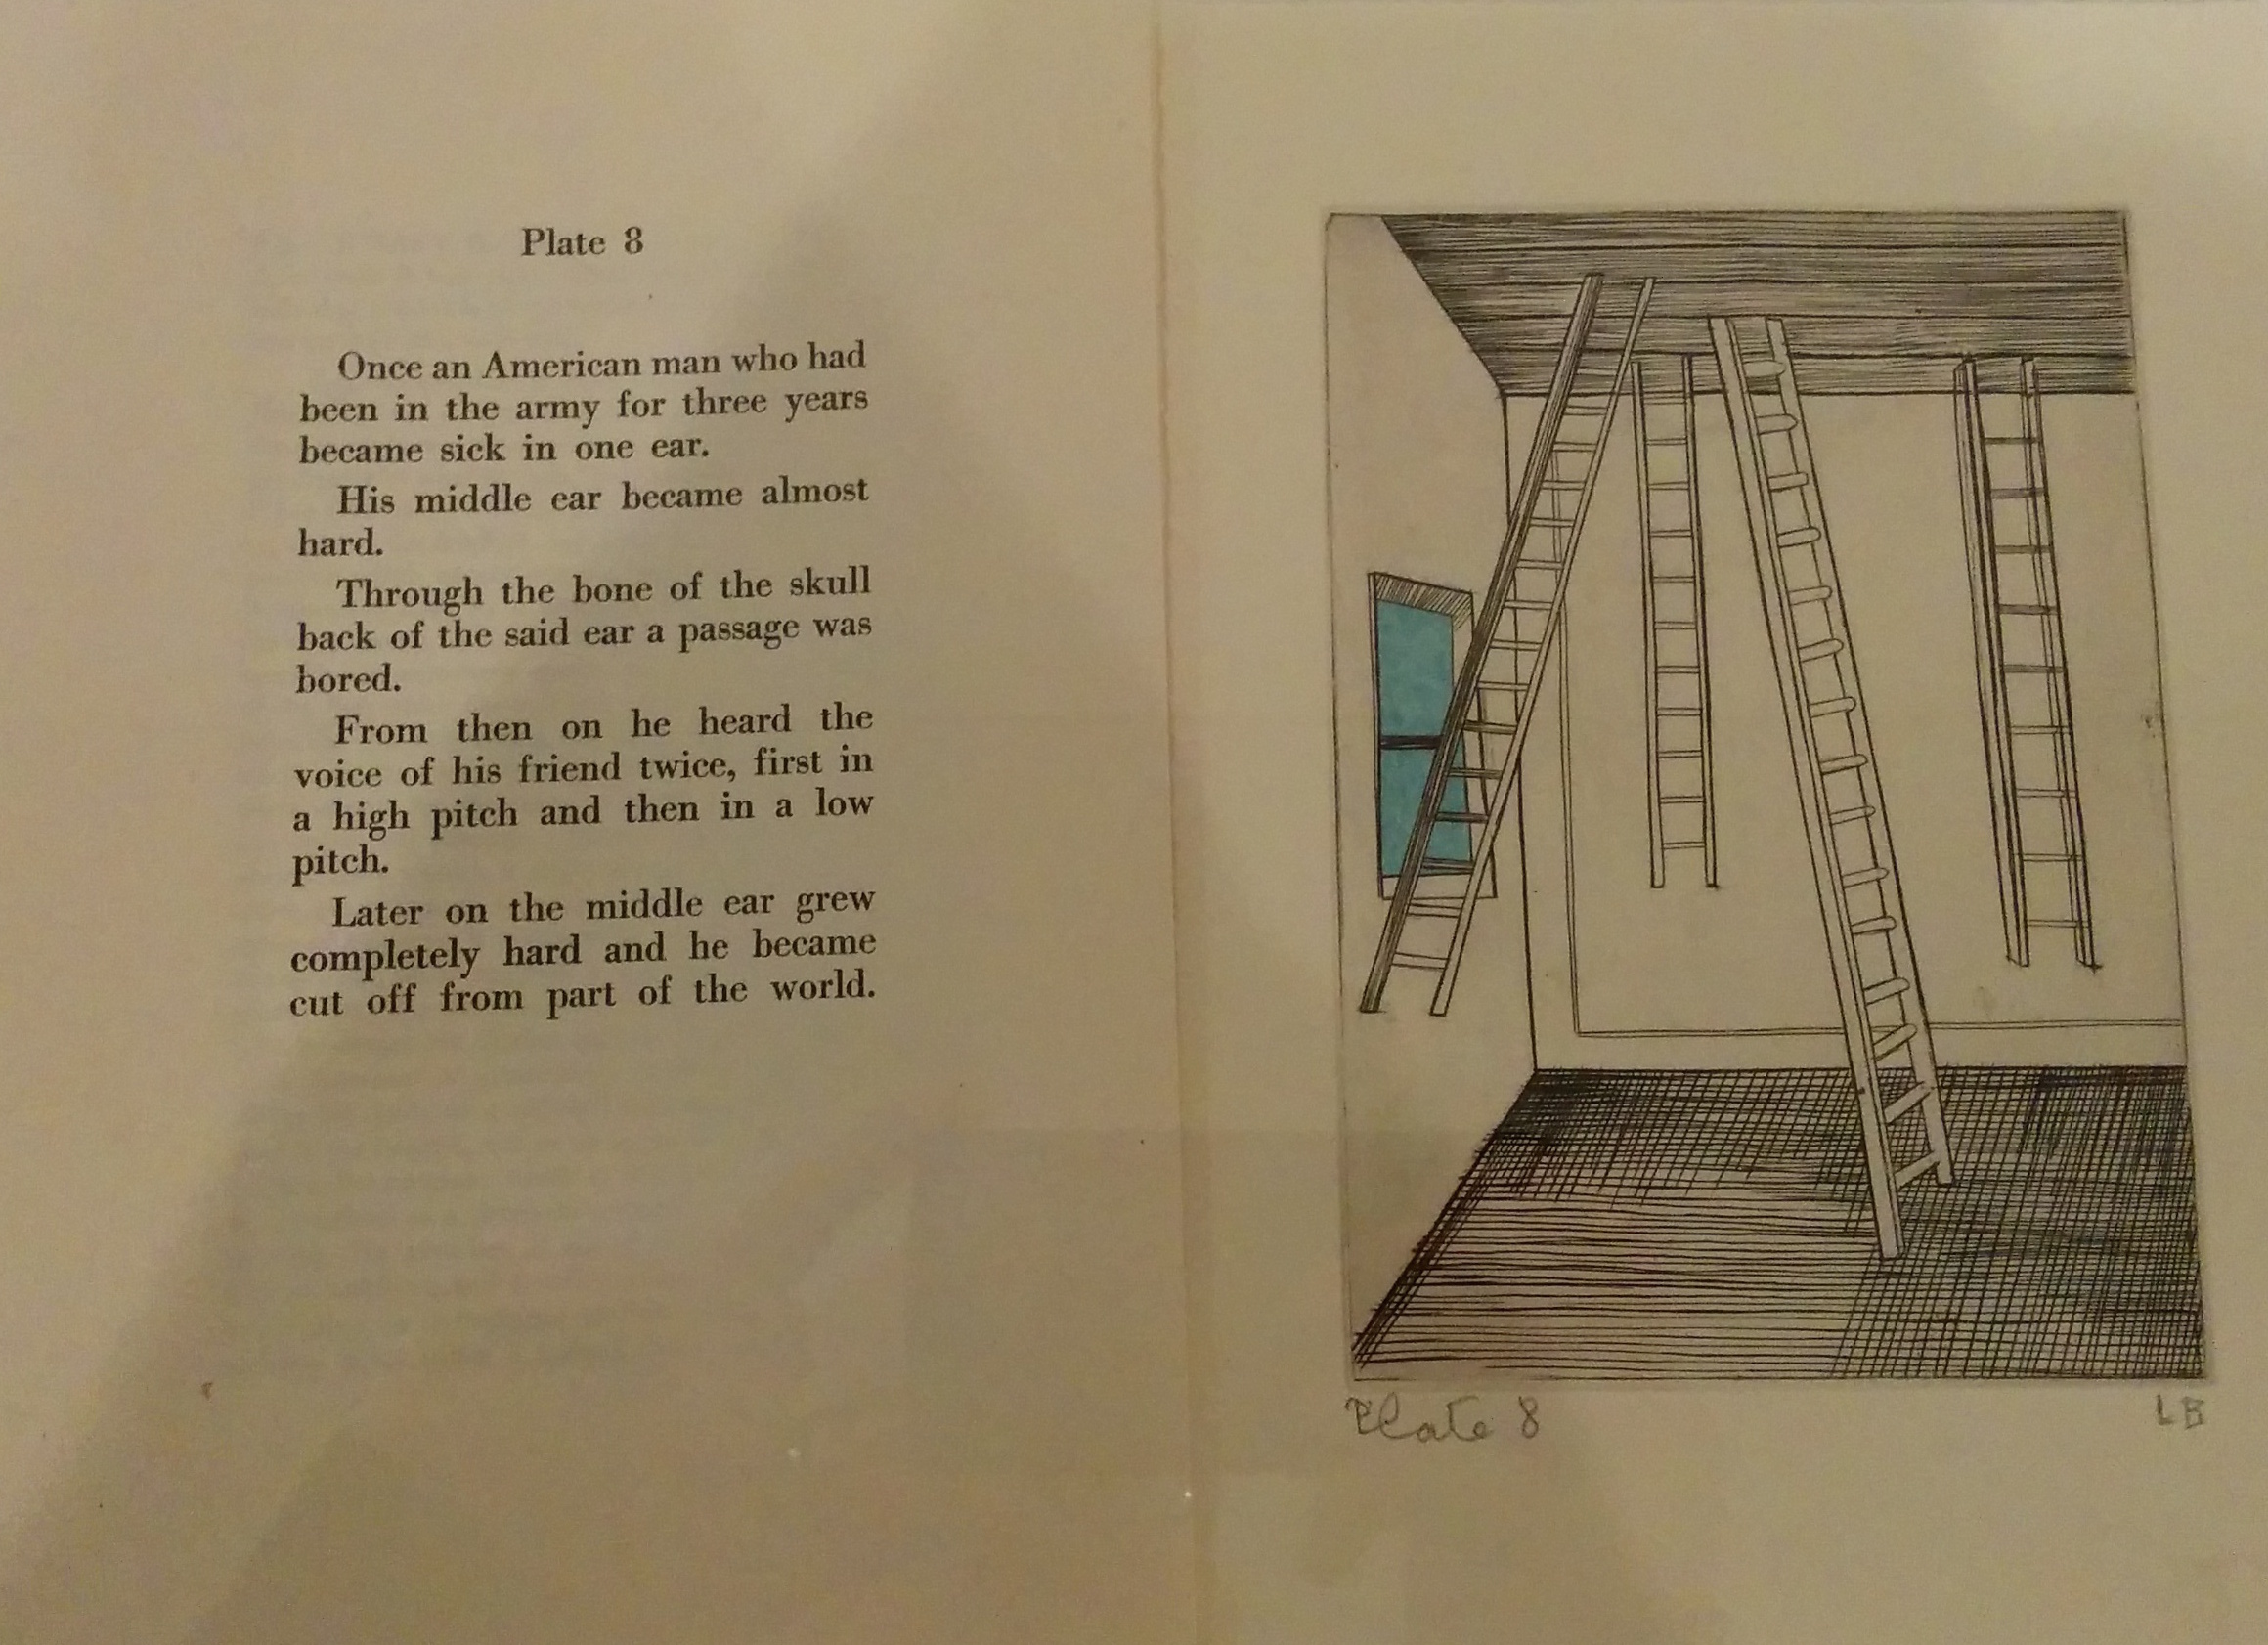 Plate 8
Once an American man who had
been in the army for three years
became sick in one ear.
His middle ear became almost
hard.
Through the bone of the skull
back of the said ear a passage was
bored.
From then on he heard the
voice of his friend twice, first in
a high pitch and then in a low
pitch.
Later on the middle ear grew
completely hard and he became
cut off from part of the world.
Plate 8
LB